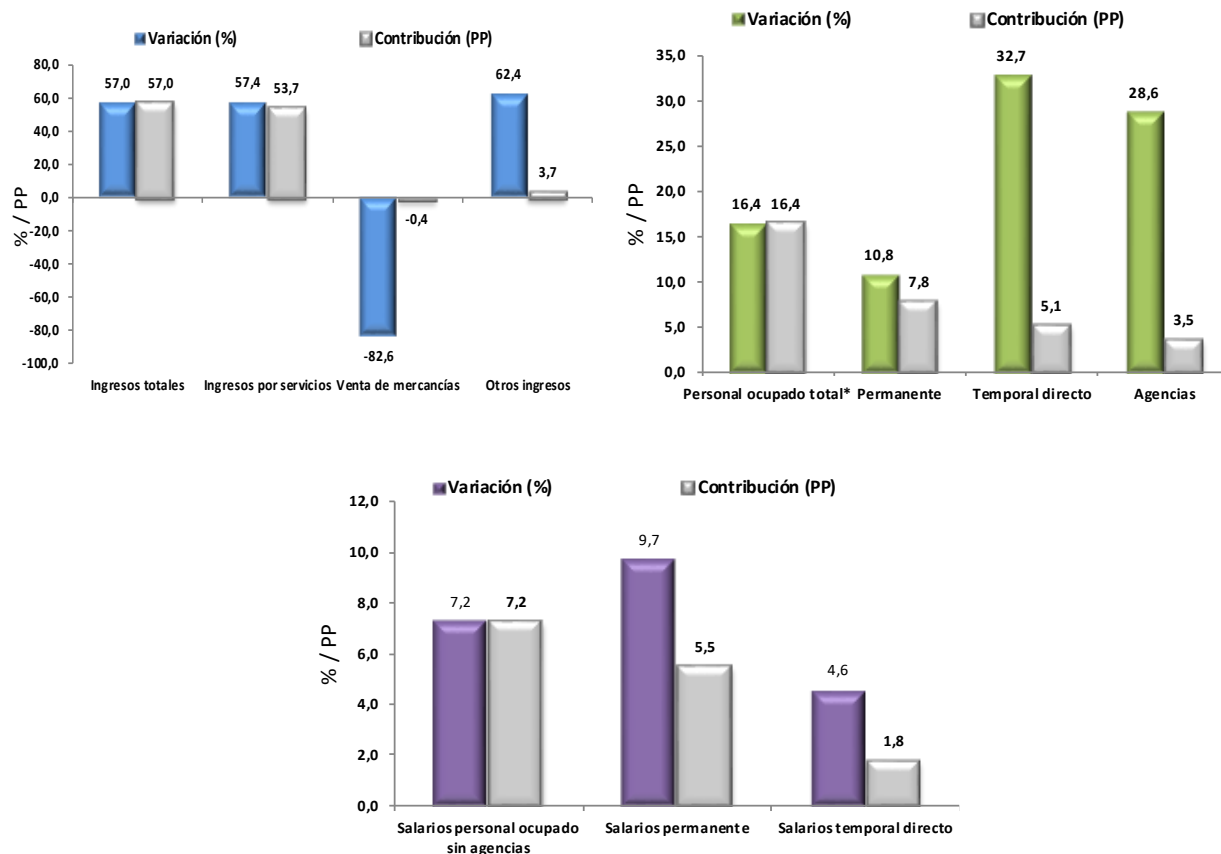 Variación (%) Contribución (PP)
80,0
60,0
40,0
20,0
0,0
-20,0
-40,0
-60,0
-80,0
-100,0
% / PP
57,0 57,0 57,4 53,7 -82,6 -0,4 62,4 3,7
Ingresos totales Ingresos por servicios Venta de mercancías Otros ingresos
Variación (%) Contribución (PP)
35,0
30,0
25,0
20,0
15,0
10,0
5,0
0,0
% / PP
16,4 16,4 10,8 7,8 32,7 5,1 28,6 3,5
Personal ocupado total* Permanente Temporal directo Agencias
Variación (%) Contribución (PP)
12,0
10,0
8,0
6,0
4,0
2,0
0,0
% / PP
7,2 7,2 9,7 5,5 4,6 1,8
Salarios personal ocupado sin agencias Salarios permanente Salarios temporal directo